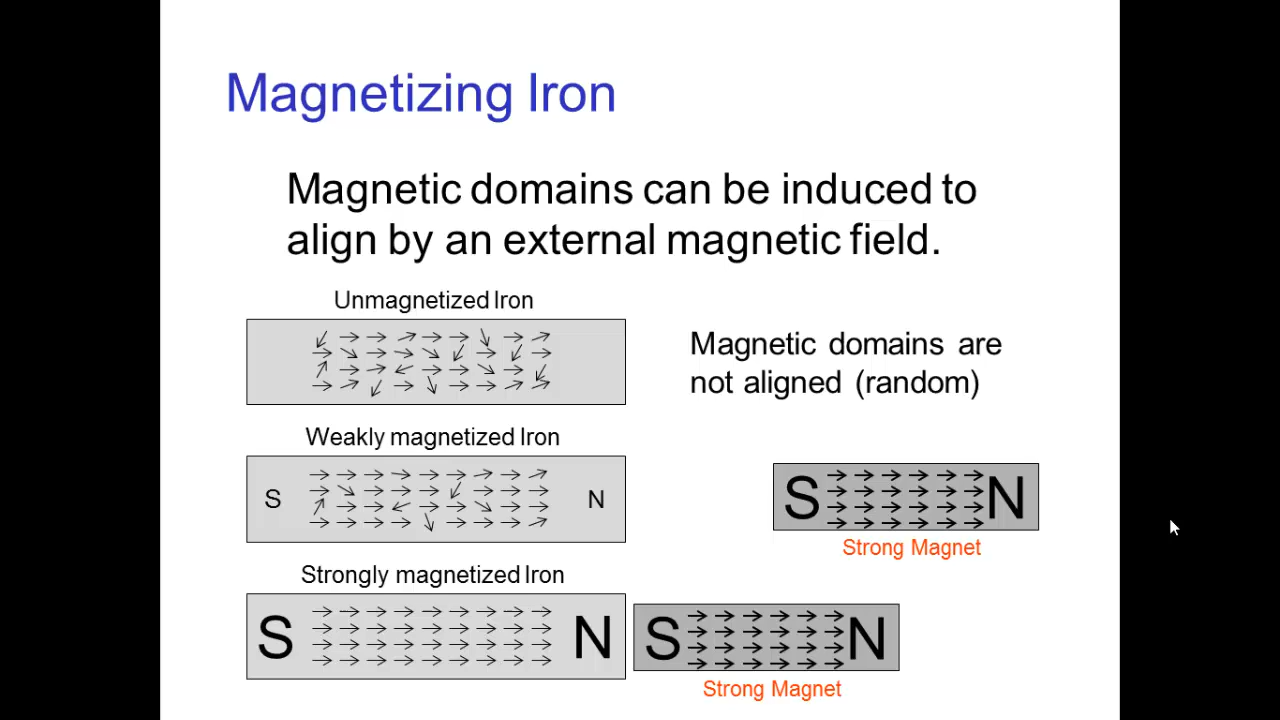 Magnetizing Iron
Magnetic domains can be induced to
align by an external magnetic field.
Unmagnetized Iron
Magnetic domains are
not aligned (random)
Weakly magnetized Iron
S N
S N
Strong Magnet
Strongly magnetized Iron
S N
S N
Strong Magnet